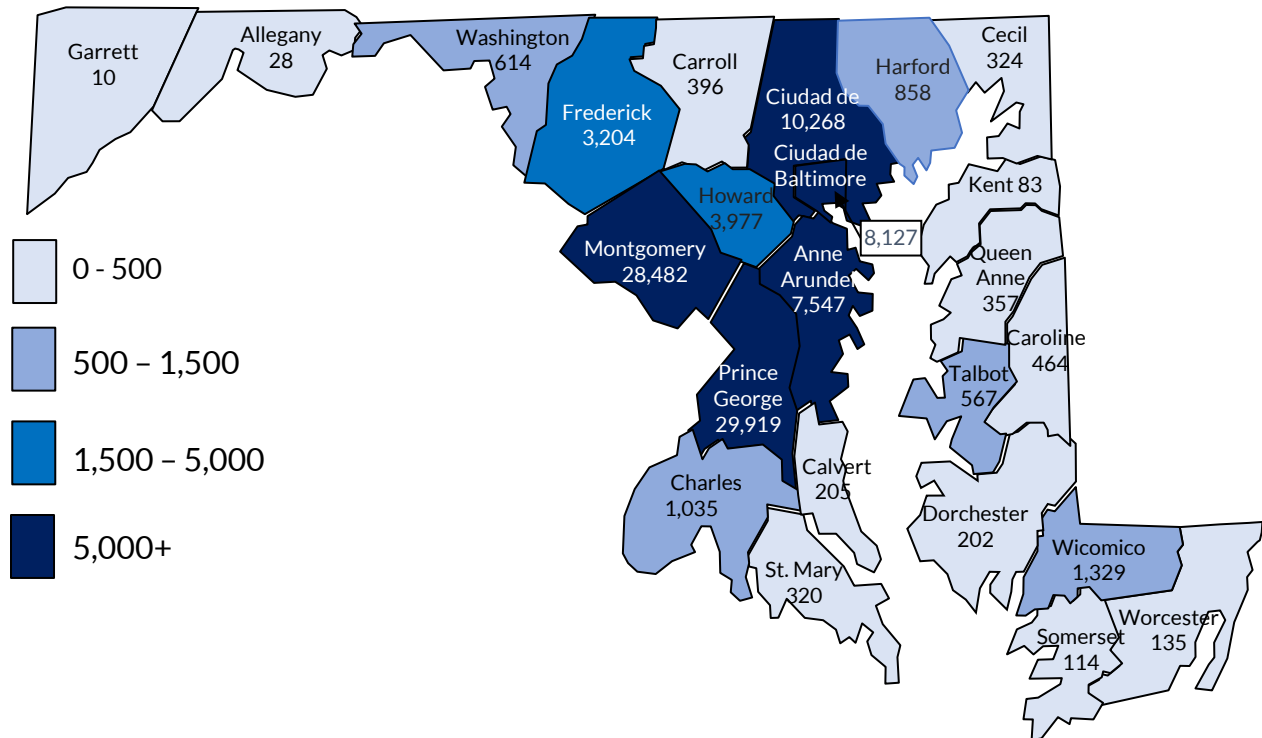 Garrett
10
Allegany
28
Washington
614
Frederick
3,204
Carroll
396
Ciudad de
10,268
Ciudad de
Baltimore
8,127
Harford
858
Cecil
324
Kent 83
Howard
3,977
Montgomery
28,482
Anne
Arundel
7,547
Queen
Anne
357
Caroline
464
Talbot
567
Prince
George
29,919
Charles
1,035
Calvert
205
St. Mary
320
Dorchester
202
Wicomico
1,329
Somerset
114
Worcester
135
0 - 500
500 – 1,500
1,500 – 5,000
5,000+